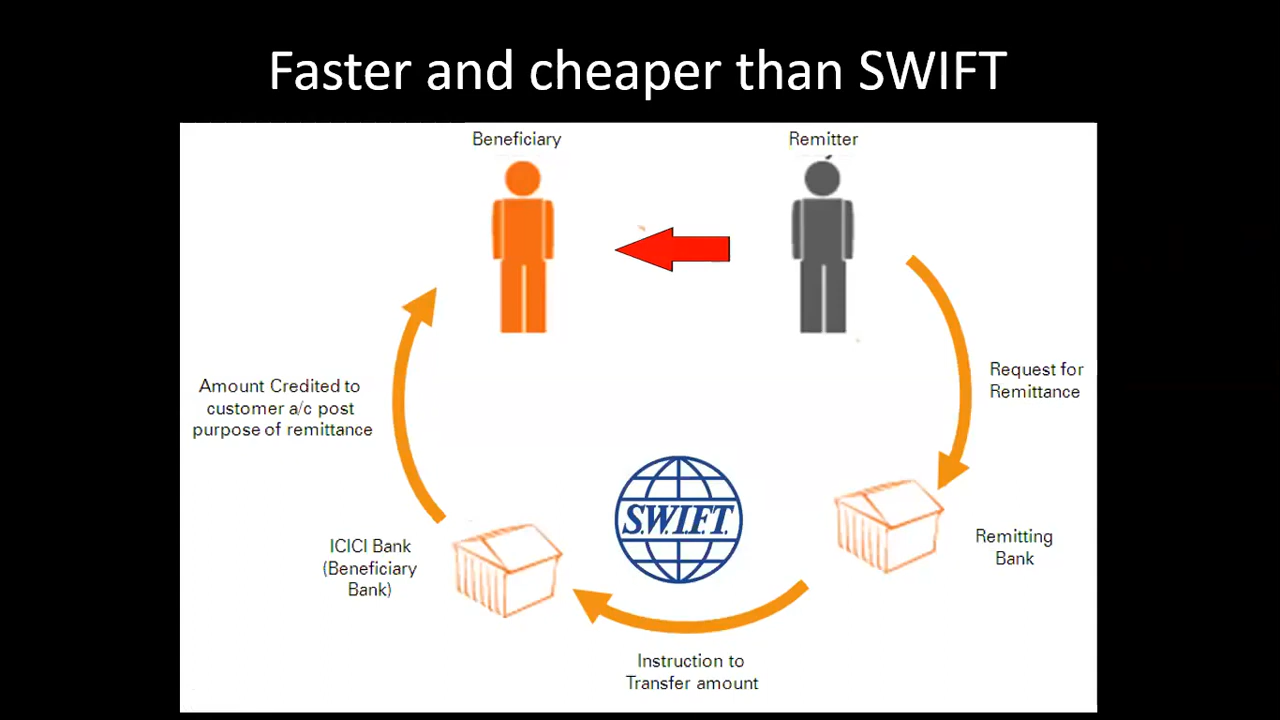 Faster and cheaper than SWIFT
Beneficiary
Remitter
Request for
Remittance
Amount Credited to
customer a/c post
purpose of remittance
S.W.I.F.T.
Remitting
Bank
ICICI Bank
(Beneficiary
Bank)
Instruction to
Transfer amount